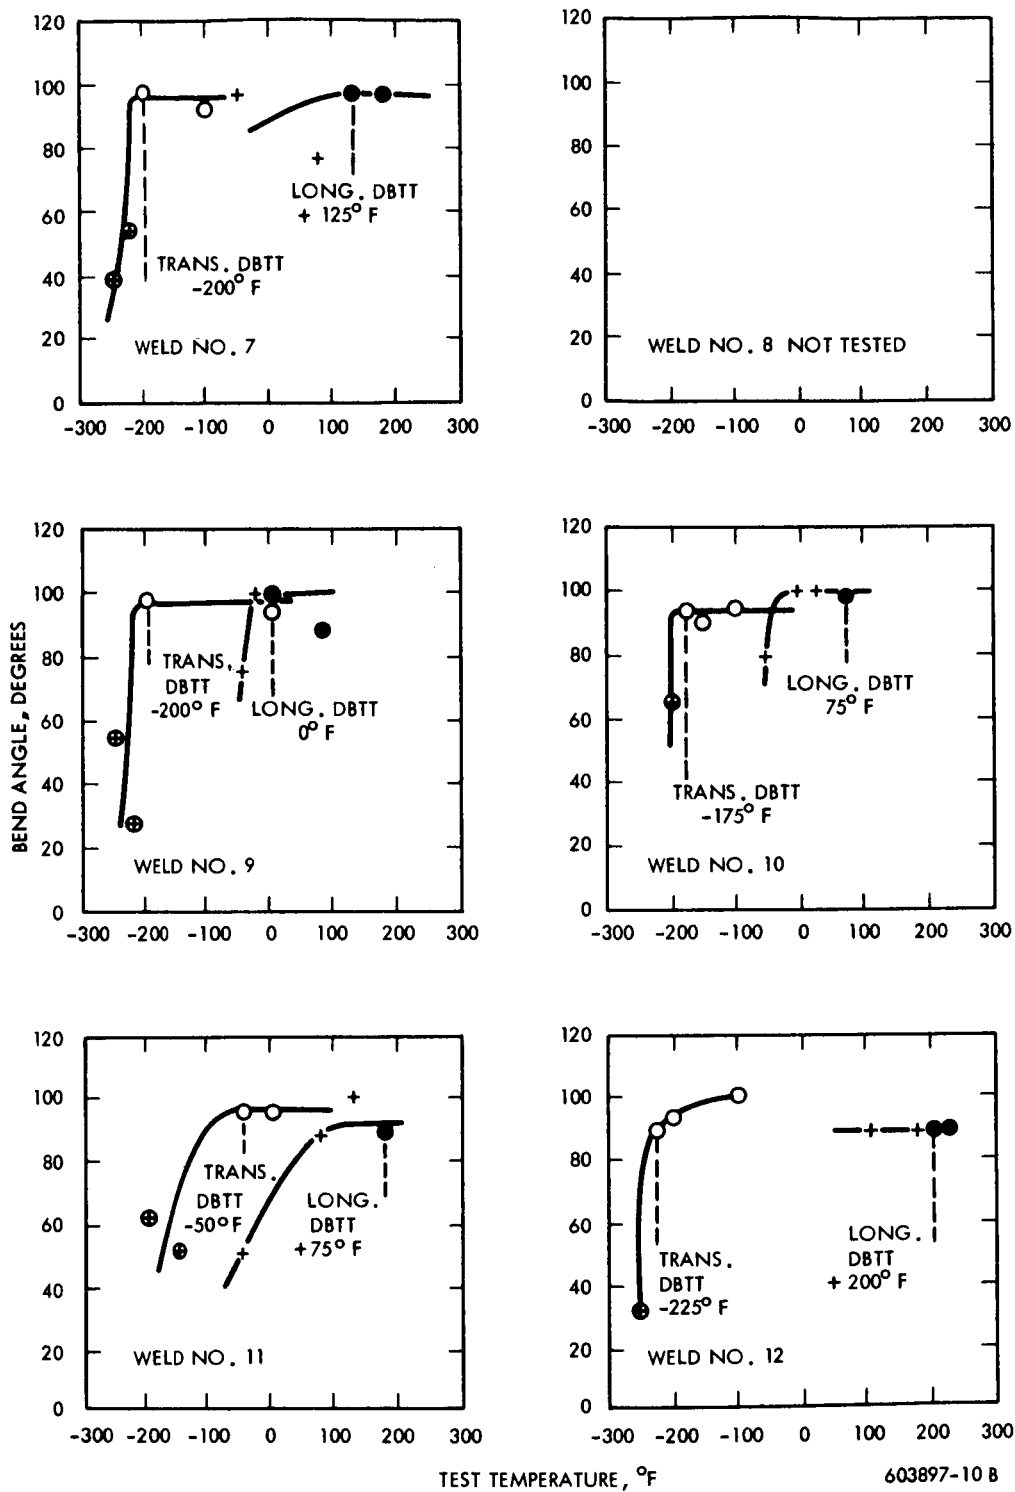 120
100
80
60
40
20
0
-300 -200 -100 0 100 200 300
LONG. DBTT
+ 125° F
TRANS. DBTT
-200° F
WELD NO. 7
120
100
80
60
40
20
0
-300 -200 -100 0 100 200 300
WELD NO. 8 NOT TESTED
BEND ANGLE, DEGREES
120
100
80
60
40
20
0
-300 -200 -100 0 100 200 300
TRANS.
DBTT
-200° F
LONG. DBTT
0° F
WELD NO. 9
120
100
80
60
40
20
0
-300 -200 -100 0 100 200 300
LONG. DBTT
75° F
TRANS. DBTT
-175° F
WELD NO. 10
120
100
80
60
40
20
0
-300 -200 -100 0 100 200 300
TRANS.
DBTT
-50° F
LONG.
DBTT
+75° F
WELD NO. 11
120
100
80
60
40
20
0
-300 -200 -100 0 100 200 300
TRANS.
DBTT
-225° F
LONG.
DBTT
+ 200° F
WELD NO. 12
TEST TEMPERATURE, °F
603897-10 B